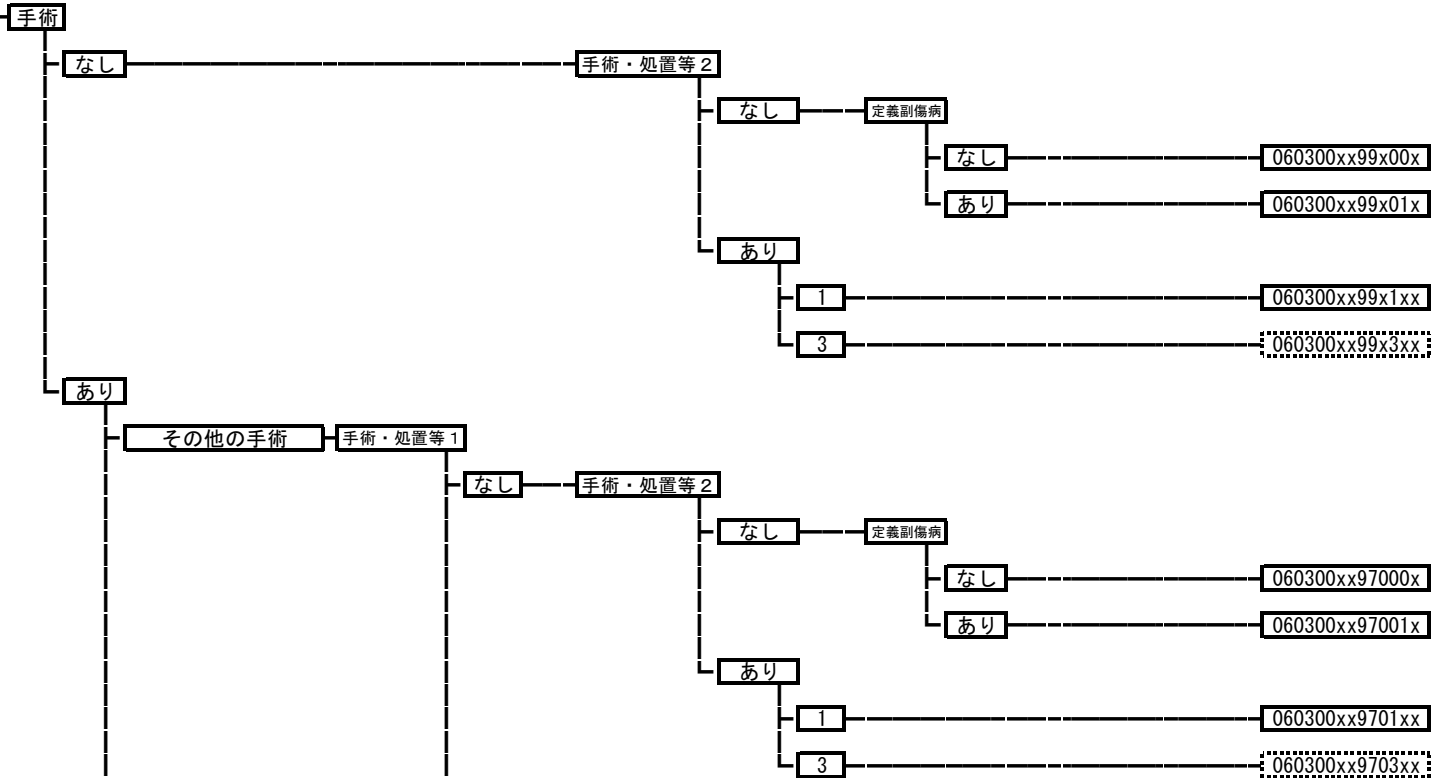 手術
なし 手術・処置等2
なし 定義副傷病
なし 060300xx99x00x
あり 060300xx99x01x
あり
1 060300xx99x1xx
3 060300xx99x3xx
あり
その他の手術 手術・処置等1
なし 手術・処置等2
なし 定義副傷病
なし 060300xx97000x
あり 060300xx97001x
あり
1 060300xx9701xx
3 060300xx9703xx